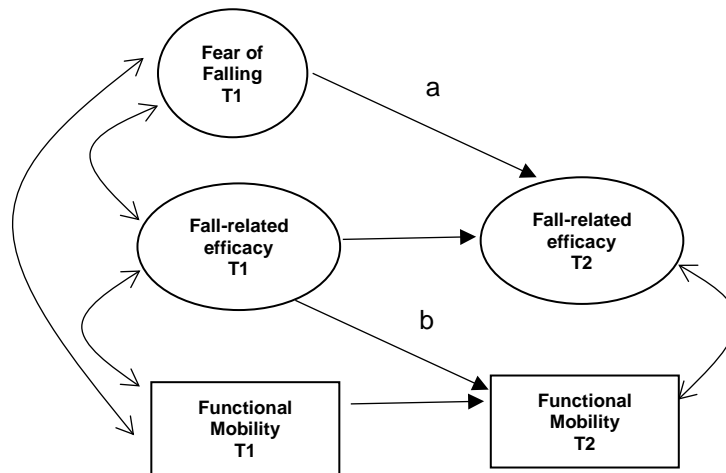 Fear of
Falling
T1
a
Fall-related
efficacy
T1
Fall-related
efficacy
T2
b
Functional
Mobility
T1
Functional
Mobility
T2